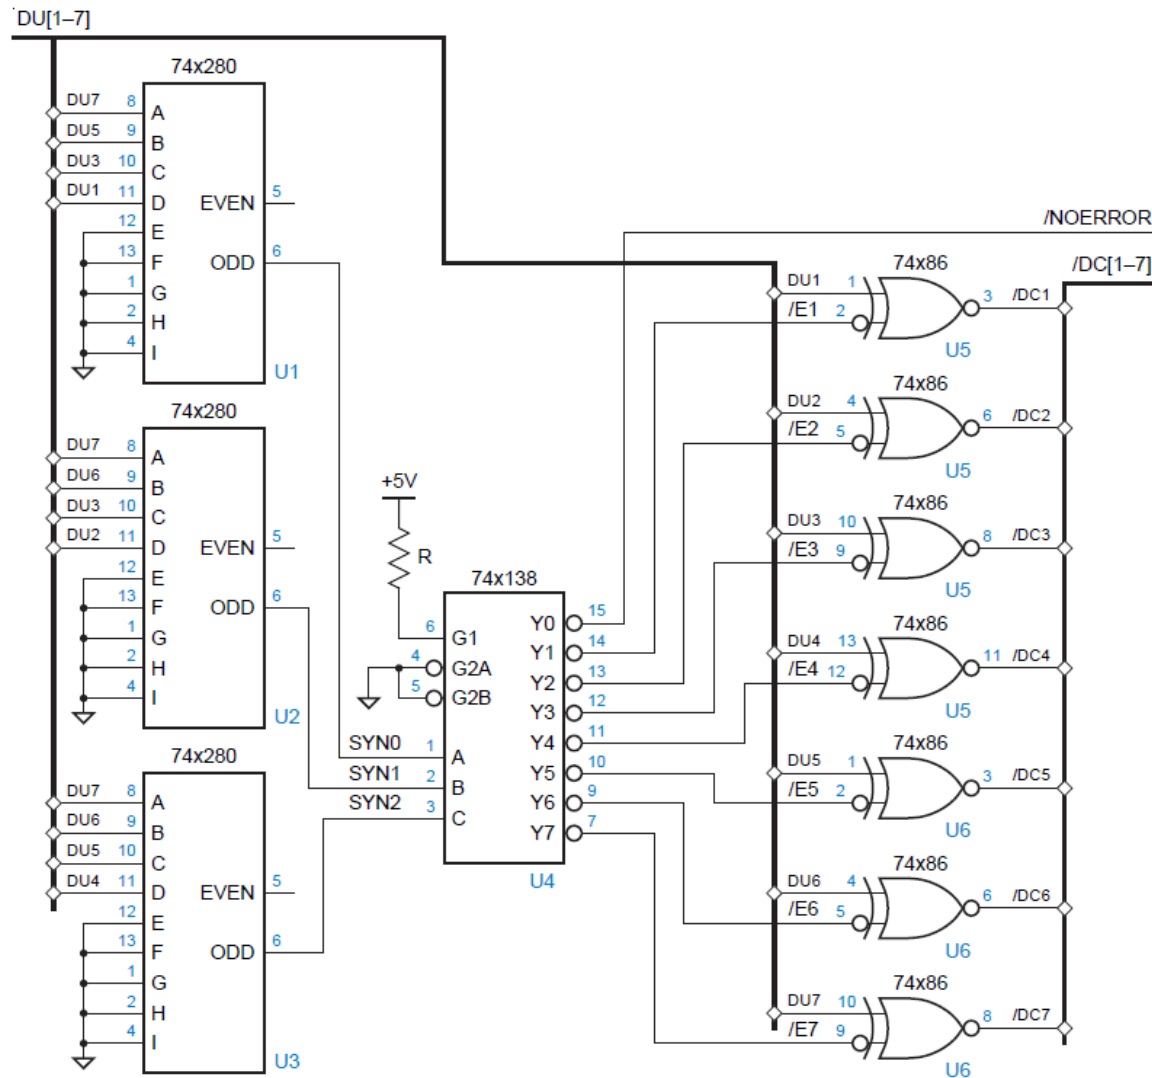 DU[1–7]
74x280
DU7 8 A
DU5 9 B
DU3 10 C
DU1 11 D
12 E
13 F
1 G
2 H
4 I
EVEN 5
ODD 6
U1
74x280
DU7 8 A
DU6 9 B
DU3 10 C
DU2 11 D
12 E
13 F
1 G
2 H
4 I
EVEN 5
ODD 6
U2
74x280
DU7 8 A
DU6 9 B
DU5 10 C
DU4 11 D
12 E
13 F
1 G
2 H
4 I
EVEN 5
ODD 6
U3
+5V
R
74x138
6 G1
4 G2A
5 G2B
SYN0 1 A
SYN1 2 B
SYN2 3 C
Y0 15
Y1 14
Y2 13
Y3 12
Y4 11
Y5 10
Y6 9
Y7 7
U4
/NOERROR
/DC[1–7]
74x86
DU1 1
/E1 2
3 /DC1
U5
74x86
DU2 4
/E2 5
6 /DC2
U5
74x86
DU3 10
/E3 9
8 /DC3
U5
74x86
DU4 13
/E4 12
11 /DC4
U5
74x86
DU5 1
/E5 2
3 /DC5
U6
74x86
DU6 4
/E6 5
6 /DC6
U6
74x86
DU7 10
/E7 9
8 /DC7
U6